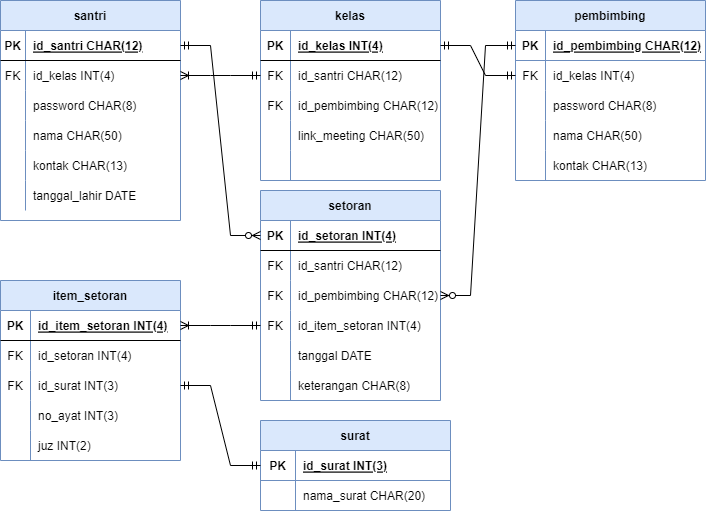 santri
PK id_santri CHAR(12)
FK id_kelas INT(4)
password CHAR(8)
nama CHAR(50)
kontak CHAR(13)
tanggal_lahir DATE
kelas
PK id_kelas INT(4)
FK id_santri CHAR(12)
FK id_pembimbing CHAR(12)
link_meeting CHAR(50)
pembimbing
PK id_pembimbing CHAR(12)
FK id_kelas INT(4)
password CHAR(8)
nama CHAR(50)
kontak CHAR(13)
setoran
PK id_setoran INT(4)
FK id_santri CHAR(12)
FK id_pembimbing CHAR(12)
FK id_item_setoran INT(4)
tanggal DATE
keterangan CHAR(8)
item_setoran
PK id_item_setoran INT(4)
FK id_setoran INT(4)
FK id_surat INT(3)
no_ayat INT(3)
juz INT(2)
surat
PK id_surat INT(3)
nama_surat CHAR(20)